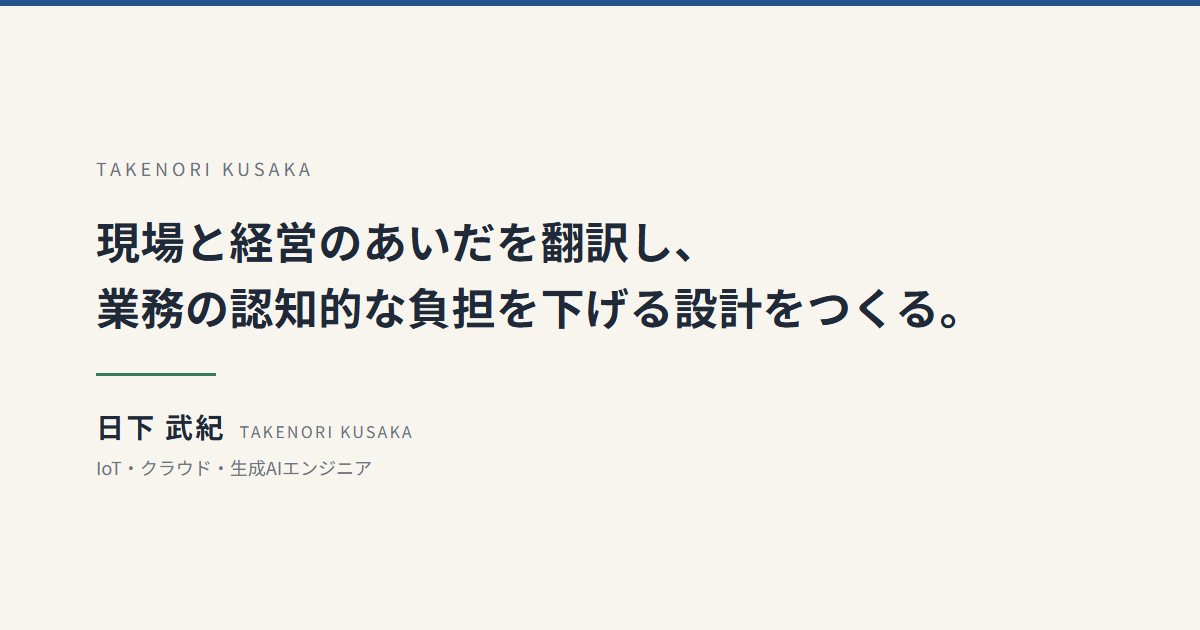 TAKENORI KUSAKA
現場と経営のあいだを翻訳し、
業務の認知的な負担を下げる設計をつくる。
日下 武紀 TAKENORI KUSAKA
IoT・クラウド・生成AIエンジニア